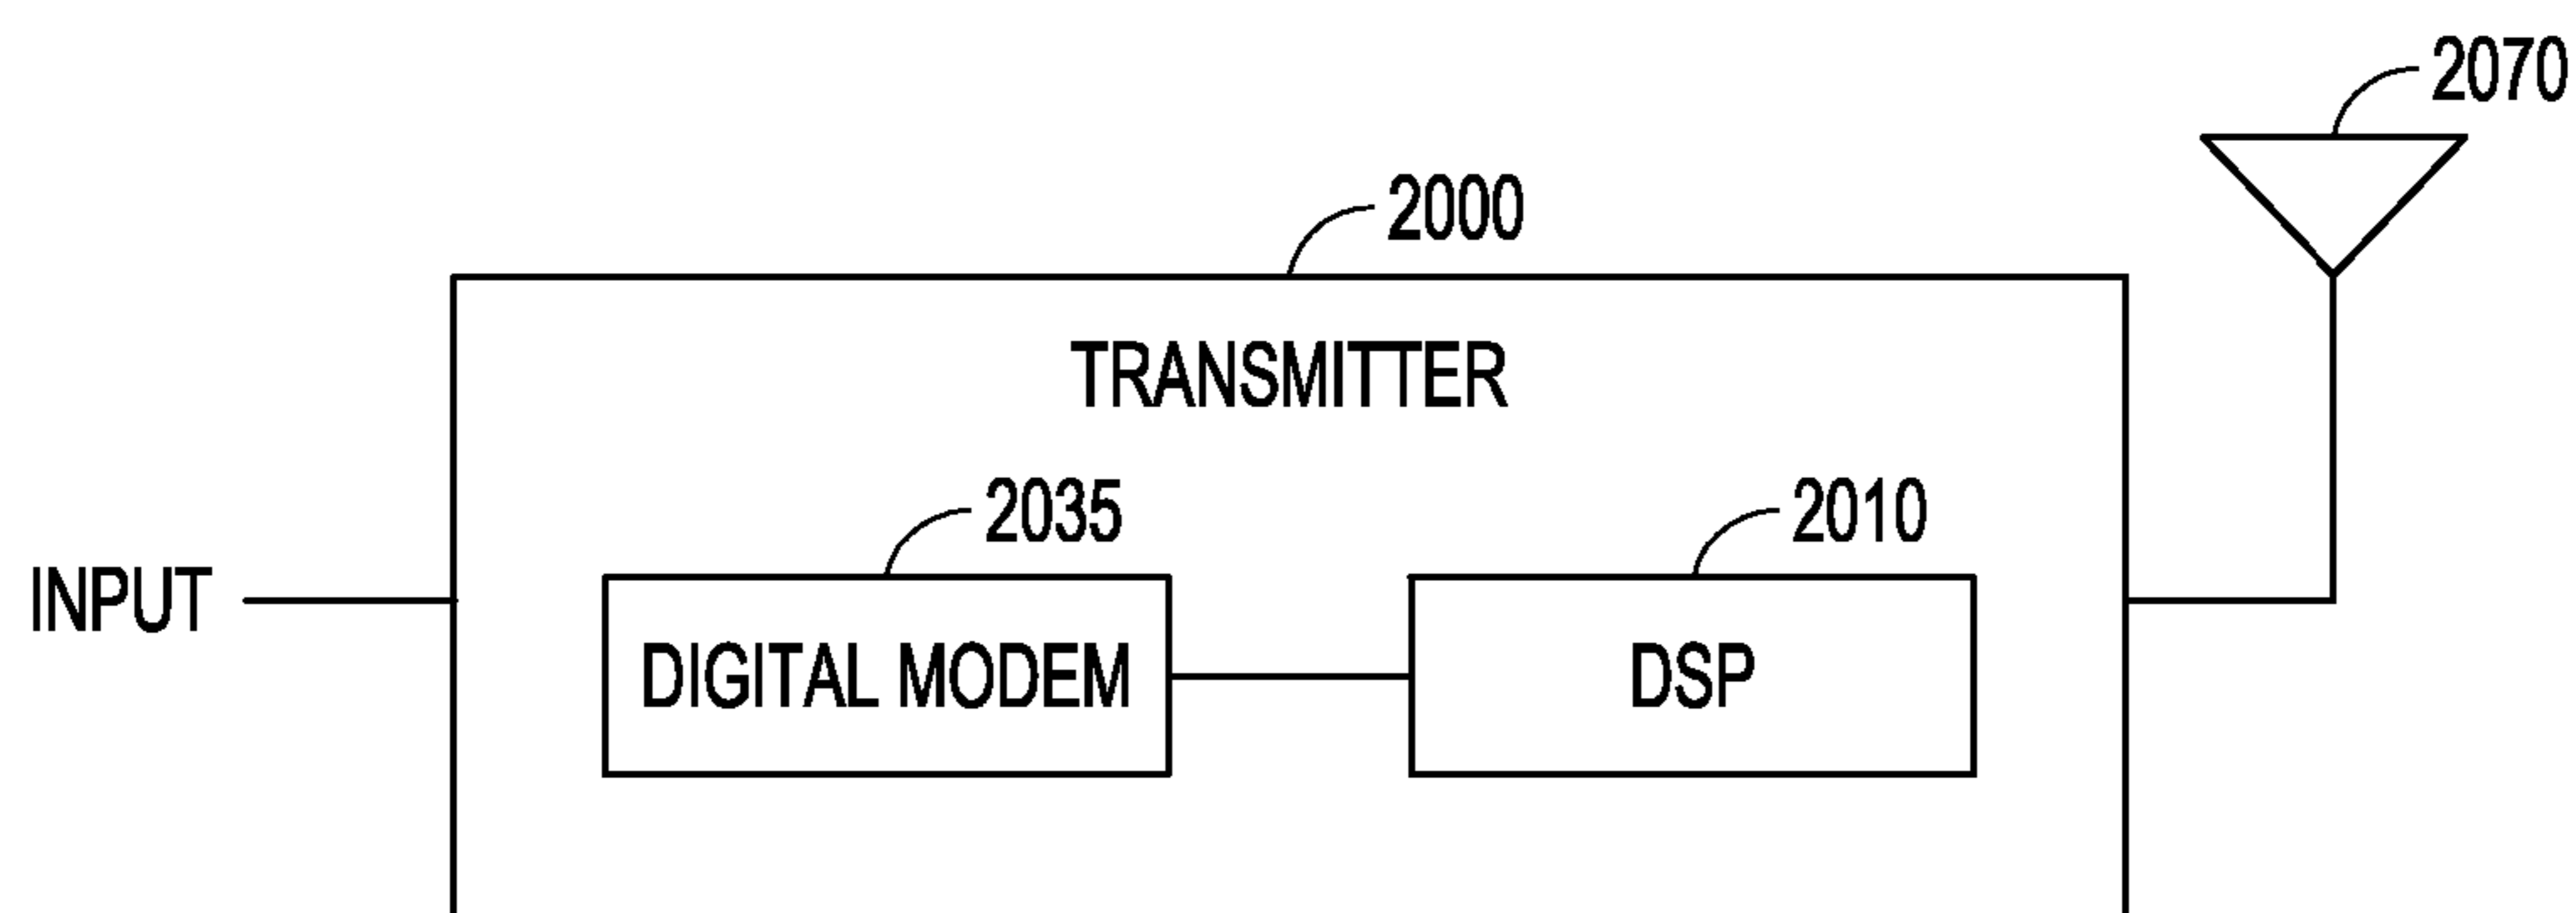 2070
2000
TRANSMITTER
2035
2010
INPUT
DIGITAL MODEM
DSP